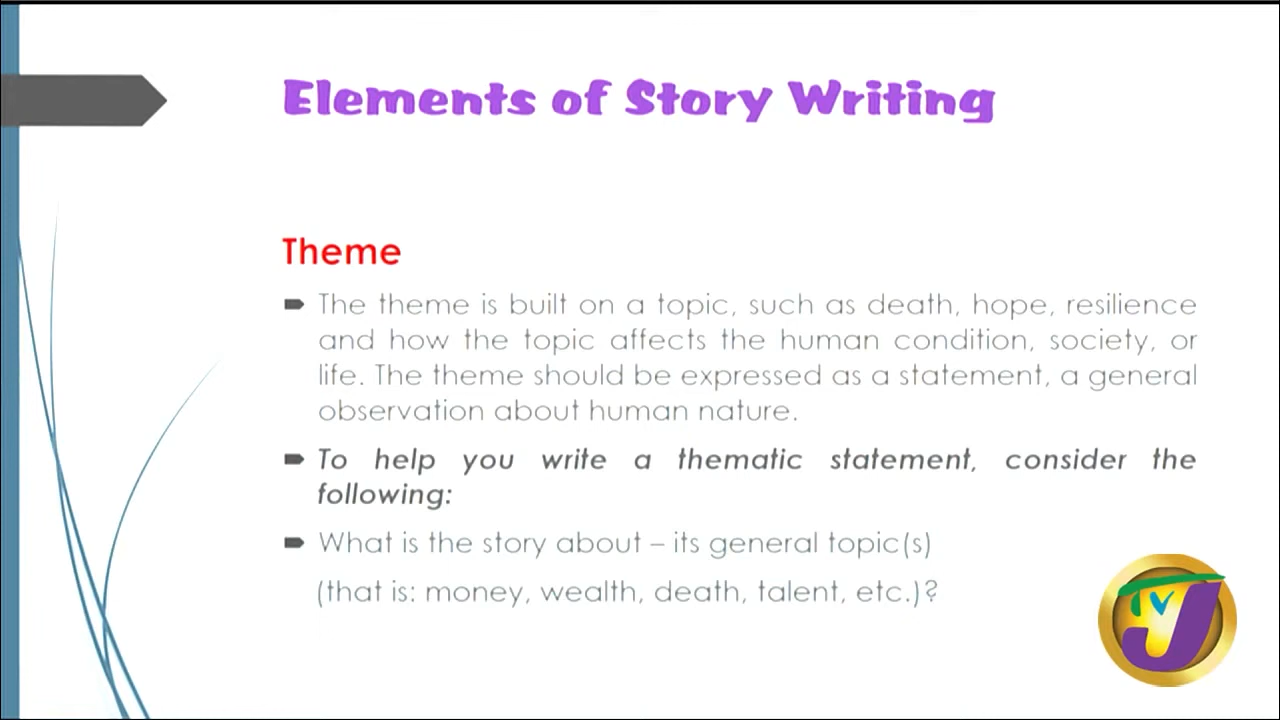 Elements of Story Writing
Theme
The theme is built on a topic, such as death, hope, resilience
and how the topic affects the human condition, society, or
life. The theme should be expressed as a statement, a general
observation about human nature.
To help you write a thematic statement, consider the
following:
What is the story about – its general topic(s)
(that is: money, wealth, death, talent, etc.)?
TVJ